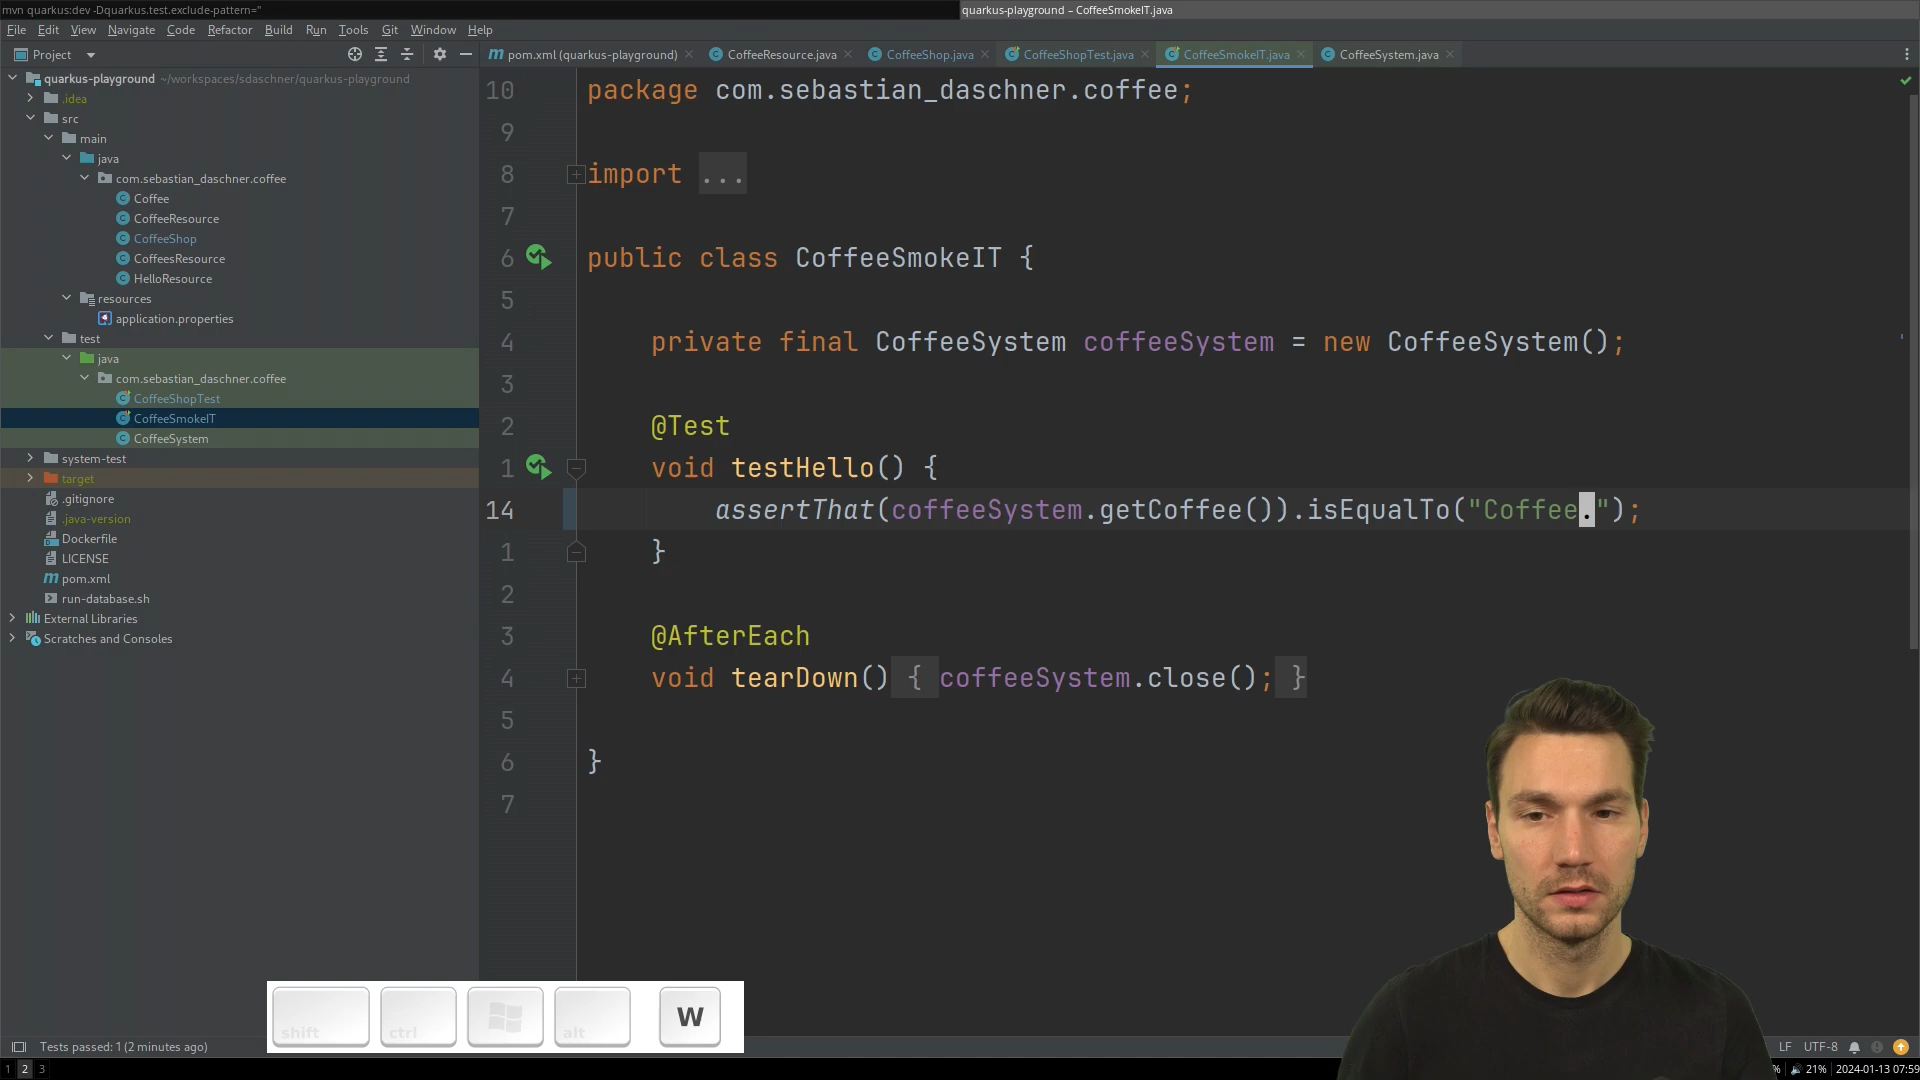 mvn quarkus:dev -Dquarkus.test.exclude-pattern=''
quarkus-playground – CoffeeSmokeIT.java
File Edit View Navigate Code Refactor Build Run Tools Git Window Help
Project
pom.xml (quarkus-playground) CoffeeResource.java CoffeeShop.java CoffeeShopTest.java CoffeeSmokeIT.java CoffeeSystem.java
quarkus-playground ~/workspaces/sdaschner/quarkus-playground
.idea
src
main
java
com.sebastian_daschner.coffee
Coffee
CoffeeResource
CoffeeShop
CoffeesResource
HelloResource
resources
application.properties
test
java
com.sebastian_daschner.coffee
CoffeeShopTest
CoffeeSmokeIT
CoffeeSystem
system-test
target
.gitignore
.java-version
Dockerfile
LICENSE
pom.xml
run-database.sh
External Libraries
Scratches and Consoles
10 package com.sebastian_daschner.coffee;
9
8 import ...
7
6 public class CoffeeSmokeIT {
5
4 private final CoffeeSystem coffeeSystem = new CoffeeSystem();
3
2 @Test
1 void testHello() {
14 assertThat(coffeeSystem.getCoffee()).isEqualTo("Coffee.");
1 }
2
3 @AfterEach
4 void tearDown() { coffeeSystem.close(); }
5
6 }
7
shift ctrl alt W
Tests passed: 1 (2 minutes ago)
LF UTF-8
1 2 3
% 21% 2024-01-13 07:59